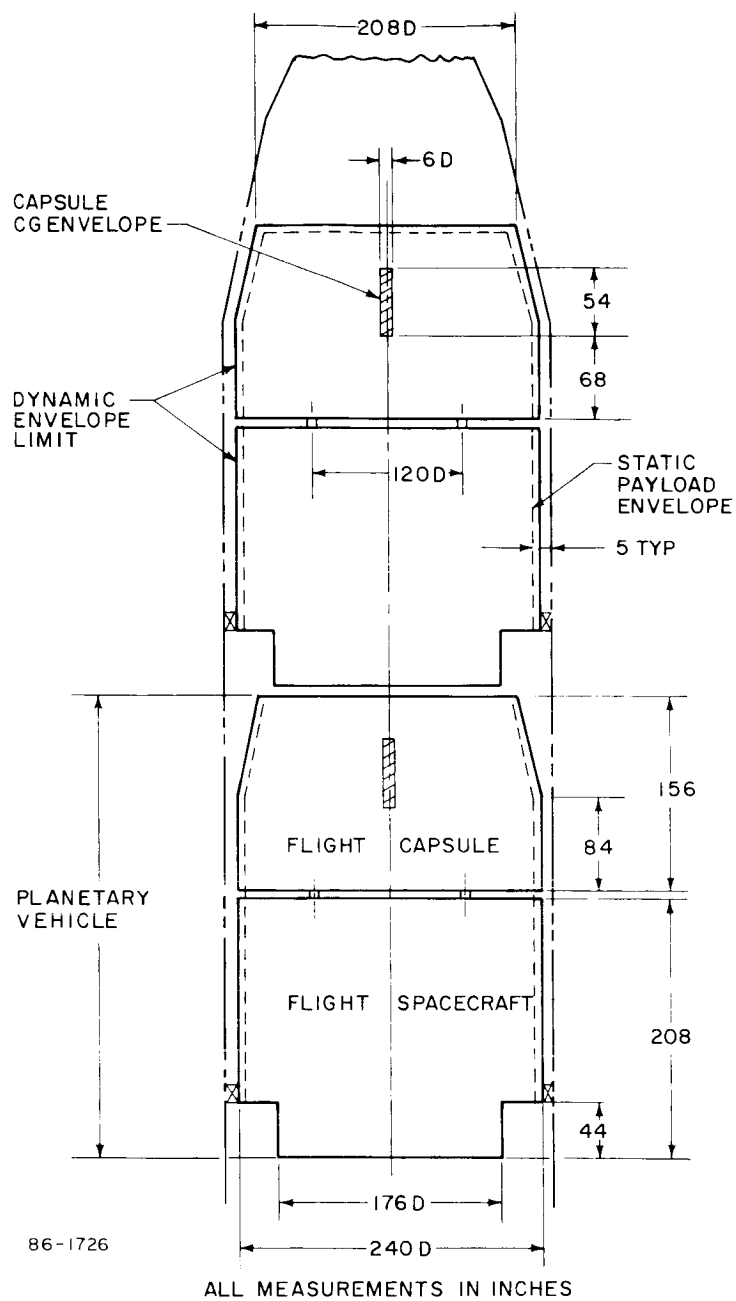 208D
6D
CAPSULE
CG ENVELOPE
54
68
DYNAMIC
ENVELOPE
LIMIT
120D
STATIC
PAYLOAD
ENVELOPE
5 TYP
156
FLIGHT CAPSULE
84
PLANETARY
VEHICLE
FLIGHT SPACECRAFT
208
44
176D
86-1726
240D
ALL MEASUREMENTS IN INCHES